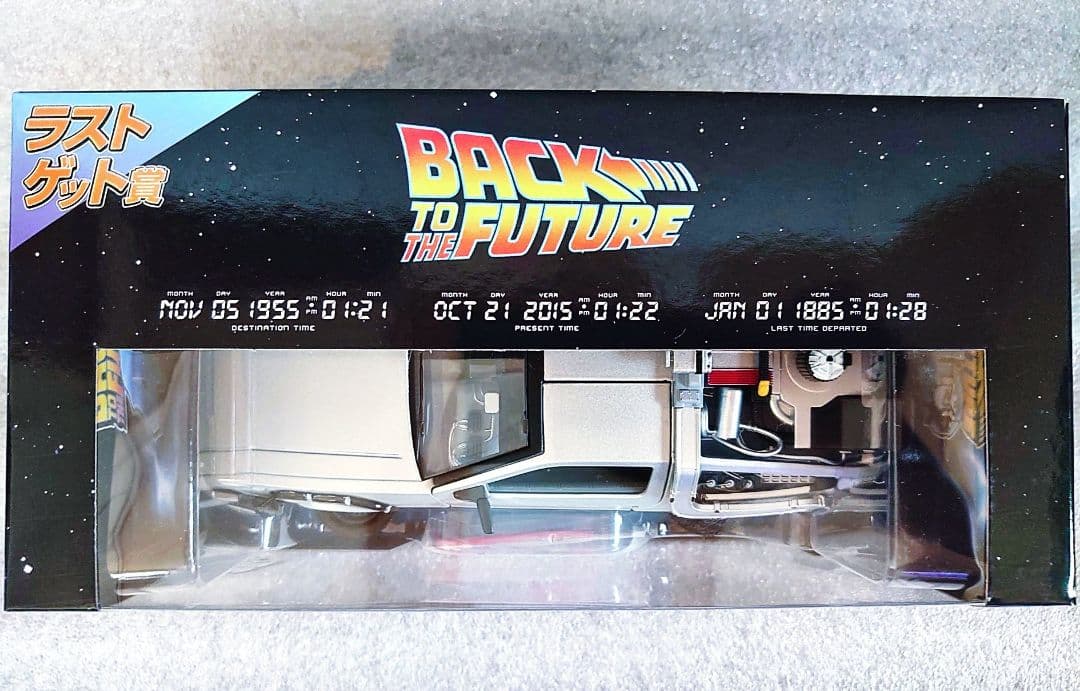 ラスト
ゲット賞
BACK
TO THE FUTURE
MONTH DAY YEAR AM PM HOUR MIN
NOV 05 1955 01:21
DESTINATION TIME
MONTH DAY YEAR AM PM HOUR MIN
OCT 21 2015 01:22
PRESENT TIME
MONTH DAY YEAR AM PM HOUR MIN
JAN 01 1885 01:28
LAST TIME DEPARTED